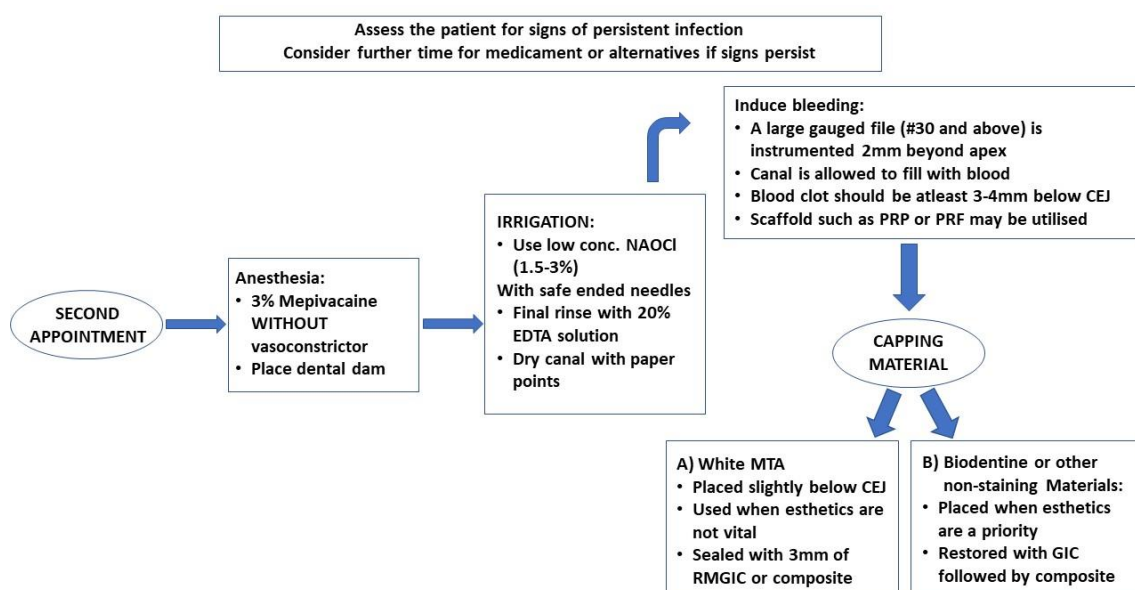 Assess the patient for signs of persistent infection
Consider further time for medicament or alternatives if signs persist
SECOND
APPOINTMENT
Anesthesia:
• 3% Mepivacaine
WITHOUT
vasoconstrictor
• Place dental dam
IRRIGATION:
• Use low conc. NAOCl
(1.5-3%)
With safe ended needles
• Final rinse with 20%
EDTA solution
• Dry canal with paper
points
Induce bleeding:
• A large gauged file (#30 and above) is
instrumented 2mm beyond apex
• Canal is allowed to fill with blood
• Blood clot should be atleast 3-4mm below CEJ
• Scaffold such as PRP or PRF may be utilised
CAPPING
MATERIAL
A) White MTA
• Placed slightly below CEJ
• Used when esthetics are
not vital
• Sealed with 3mm of
RMGIC or composite
B) Biodentine or other
non-staining Materials:
• Placed when esthetics
are a priority
• Restored with GIC
followed by composite